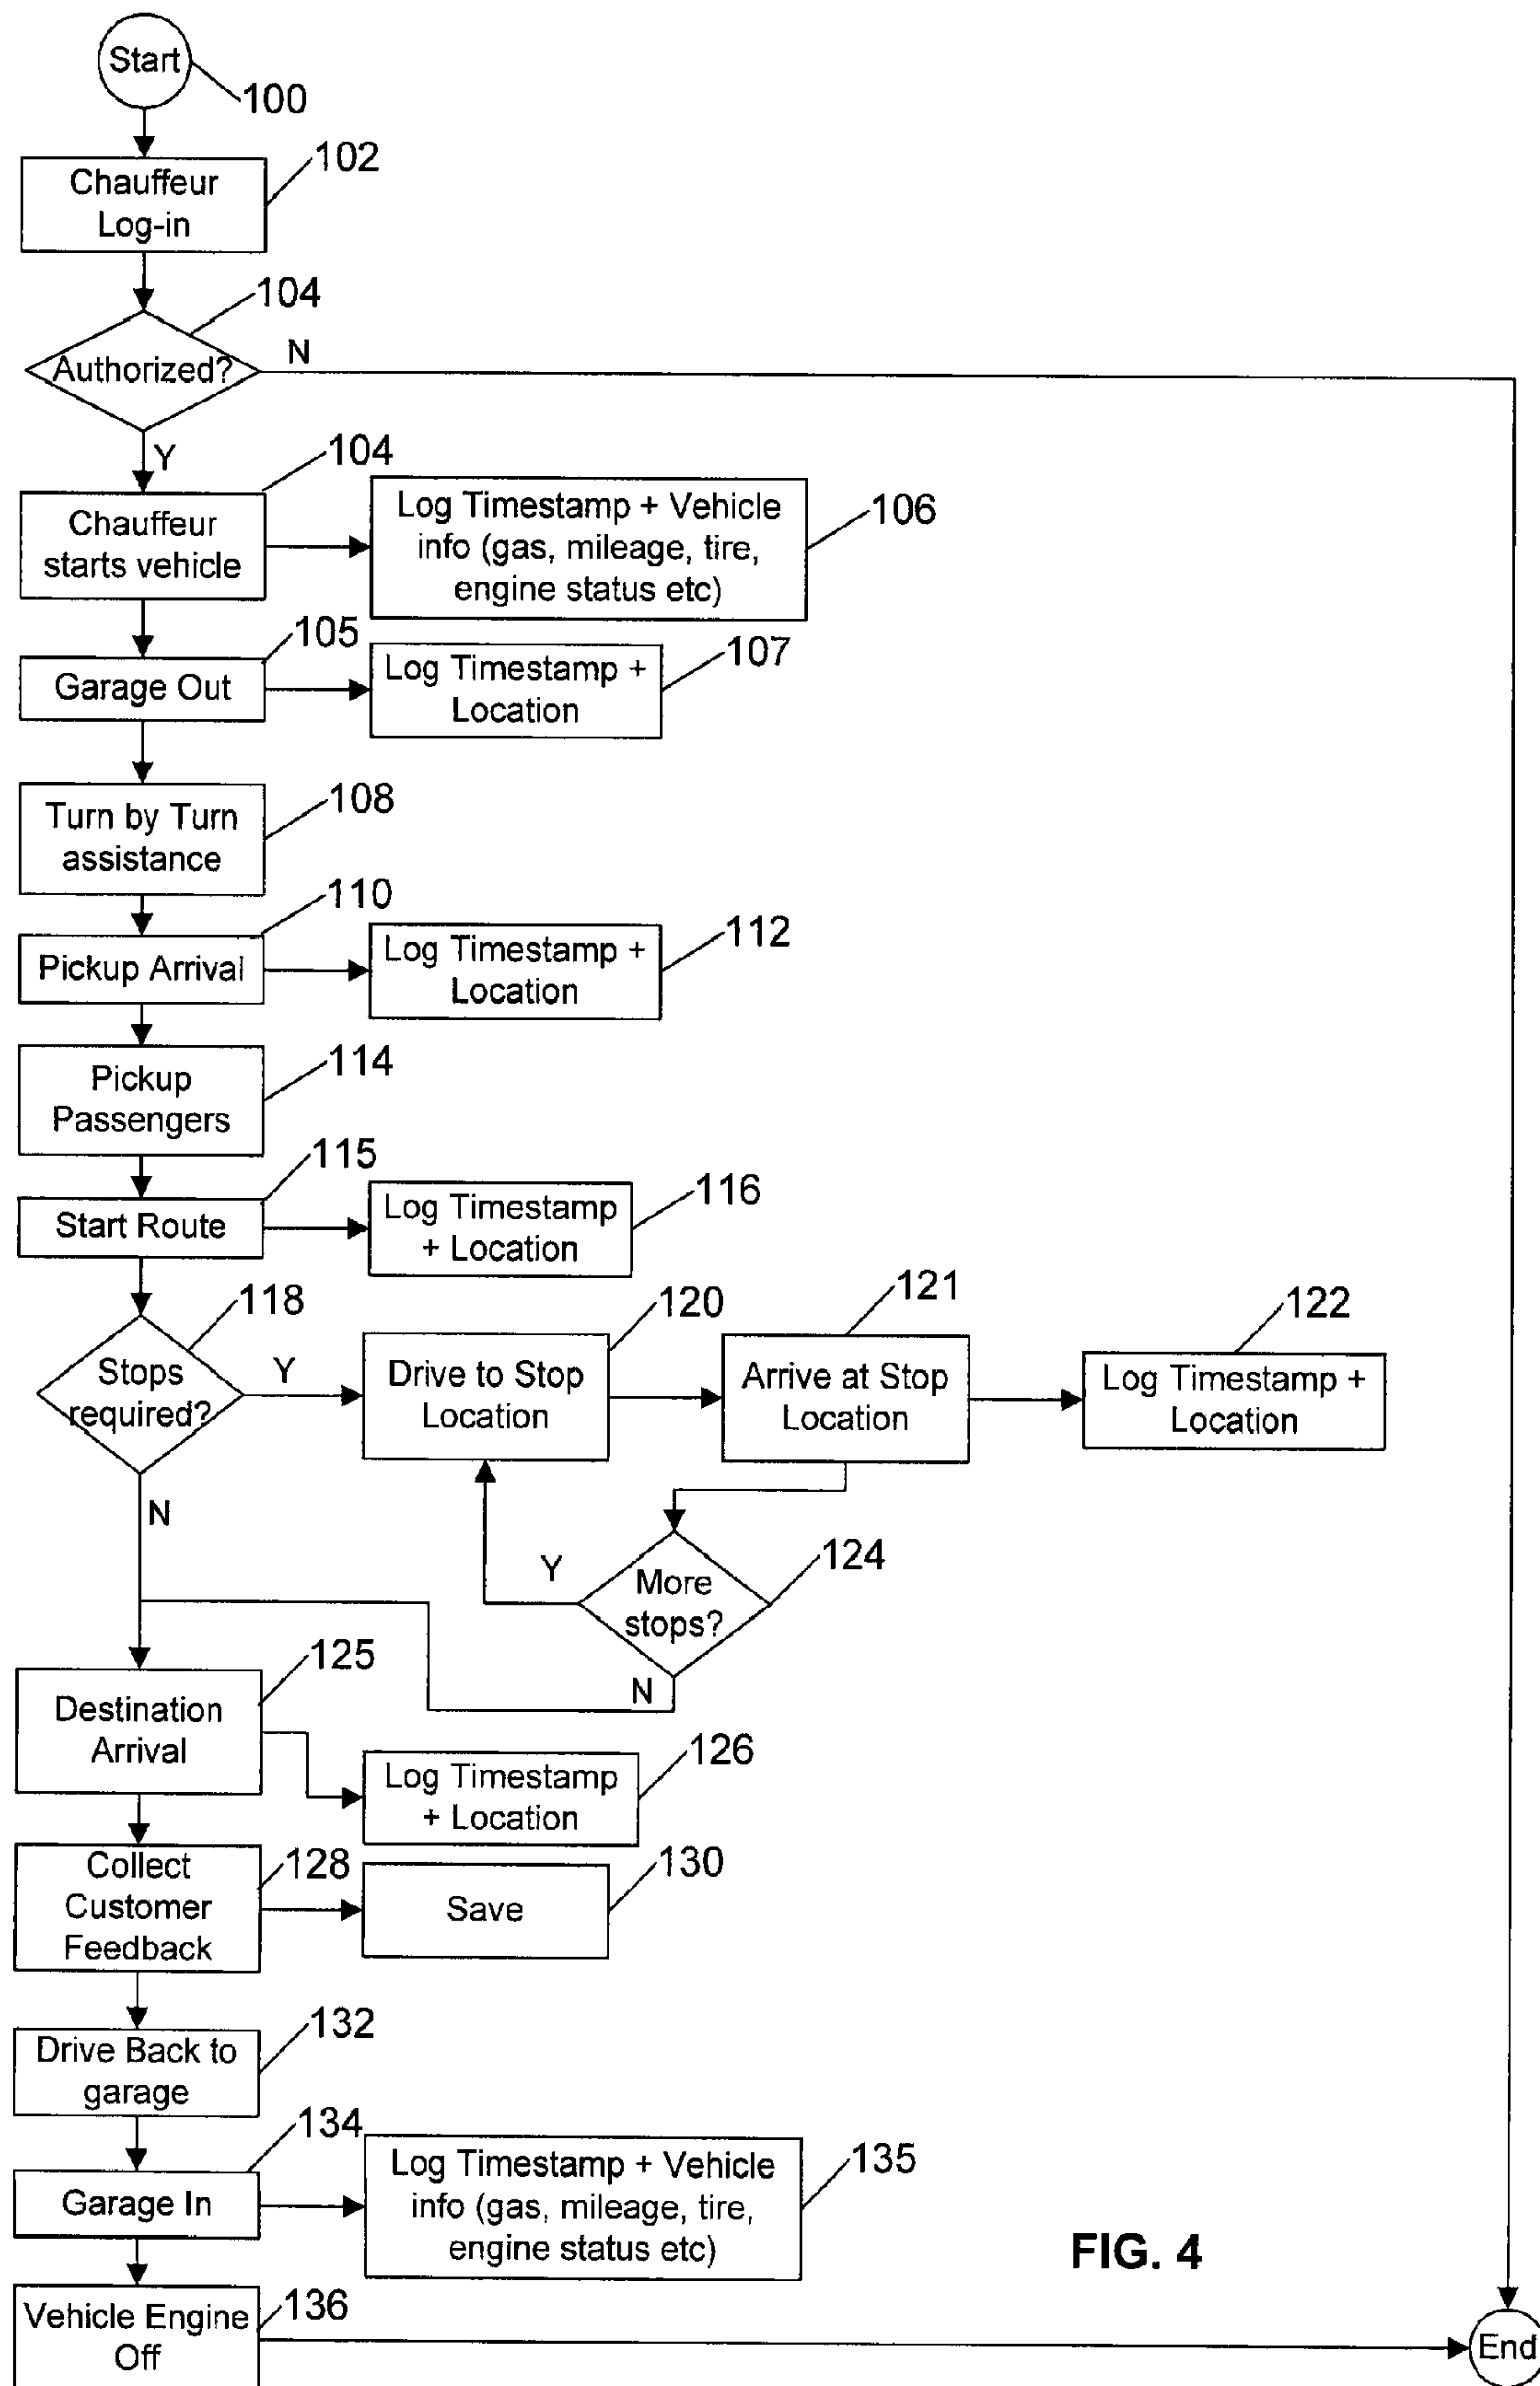 Start
100
Chauffeur
Log-in
102
104
Authorized?
N
Y
104
Chauffeur
starts vehicle
Log Timestamp + Vehicle
info (gas, mileage, tire,
engine status etc)
106
105
Garage Out
Log Timestamp +
Location
107
Turn by Turn
assistance
108
110
Pickup Arrival
Log Timestamp +
Location
112
Pickup
Passengers
114
115
Start Route
Log Timestamp
+ Location
116
118
Stops
required?
Y
N
120
Drive to Stop
Location
121
Arrive at Stop
Location
122
Log Timestamp +
Location
124
More
stops?
Y
N
125
Destination
Arrival
Log Timestamp
+ Location
126
Collect
Customer
Feedback
128
Save
130
Drive Back to
garage
132
134
Garage In
Log Timestamp + Vehicle
info (gas, mileage, tire,
engine status etc)
135
Vehicle Engine
Off
136
FIG. 4
End